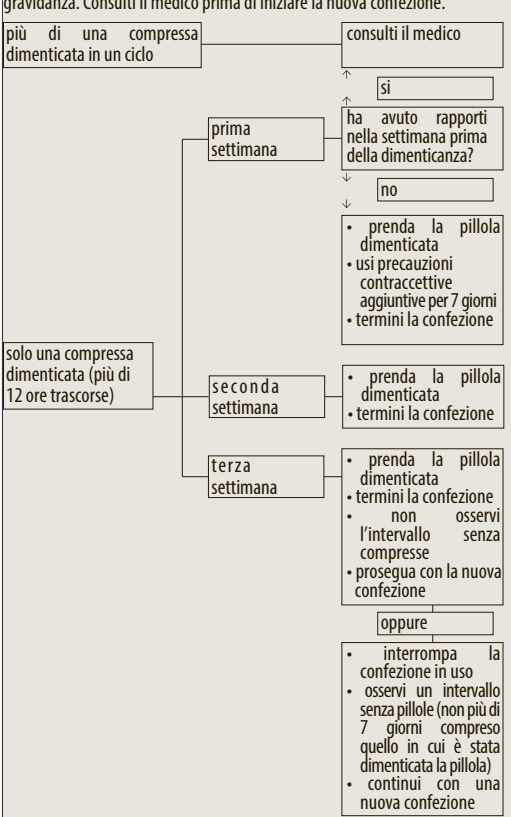 gravidanza. Consulti il medico prima di iniziare la nuova confezione.
più di una compressa
dimenticata in un ciclo
consulti il medico
si
prima
settimana
ha avuto rapporti
nella settimana prima
della dimenticanza?
no
• prenda la pillola
dimenticata
• usi precauzioni
contraccettive
aggiuntive per 7 giorni
• termini la confezione
solo una compressa
dimenticata (più di
12 ore trascorse)
seconda
settimana
• prenda la pillola
dimenticata
• termini la confezione
terza
settimana
• prenda la pillola
dimenticata
• termini la confezione
• non osservi
l'intervallo senza
compresse
• prosegua con la nuova
confezione
oppure
• interrompa la
confezione in uso
• osservi un intervallo
senza pillole (non più di
7 giorni compreso
quello in cui è stata
dimenticata la pillola)
• continui con una
nuova confezione